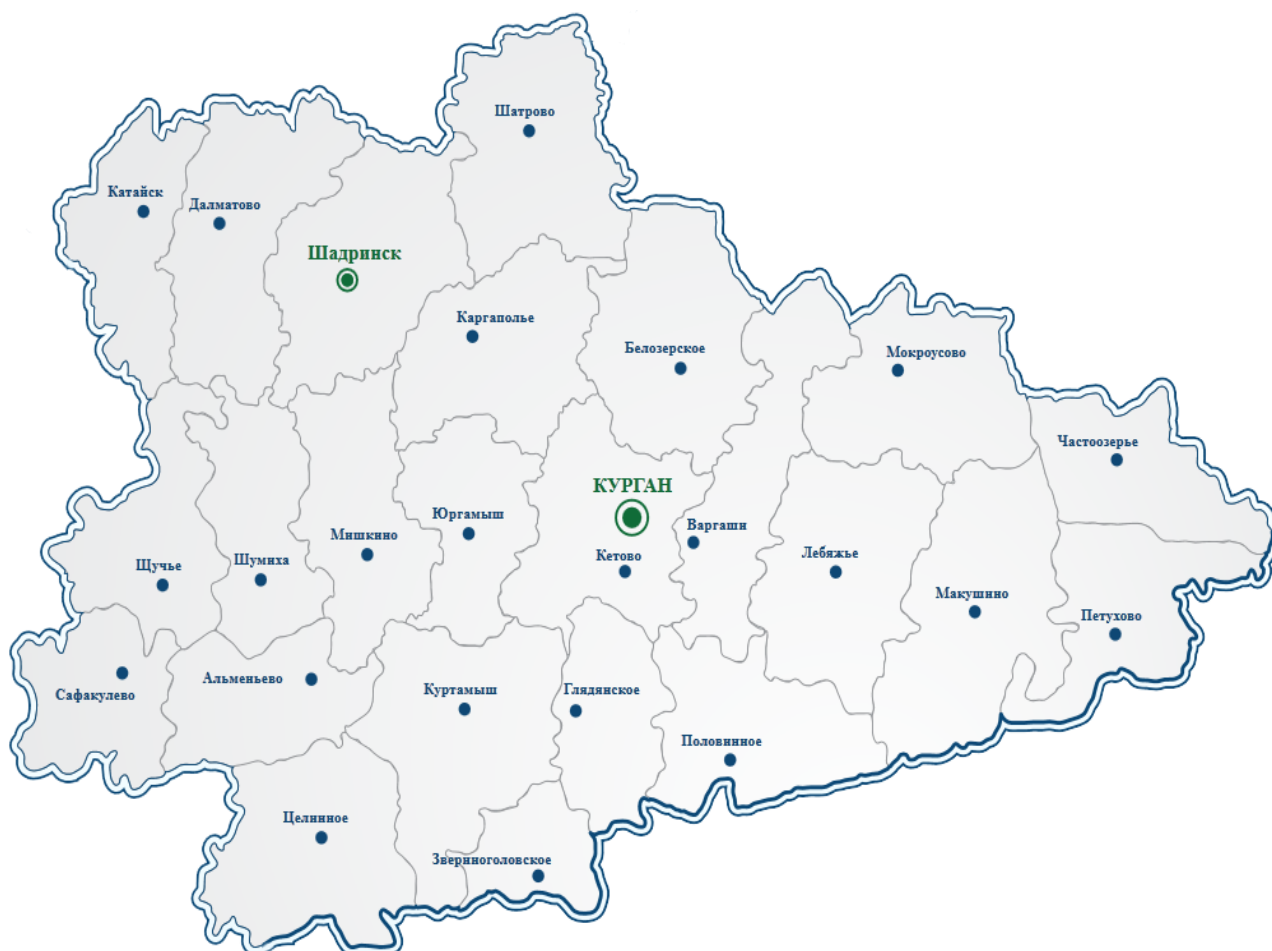 Шатрово
Катайск
Далматово
Шадринск
Каргаполье
Белозерское
Мокроусово
Частоозерье
КУРГАН
Юргамыш
Варгаши
Мишкино
Лебяжье
Кетово
Шумиха
Щучье
Макушино
Петухово
Альменьево
Куртамыш
Глядянское
Сафакулево
Половинное
Целинное
Звериноголовское